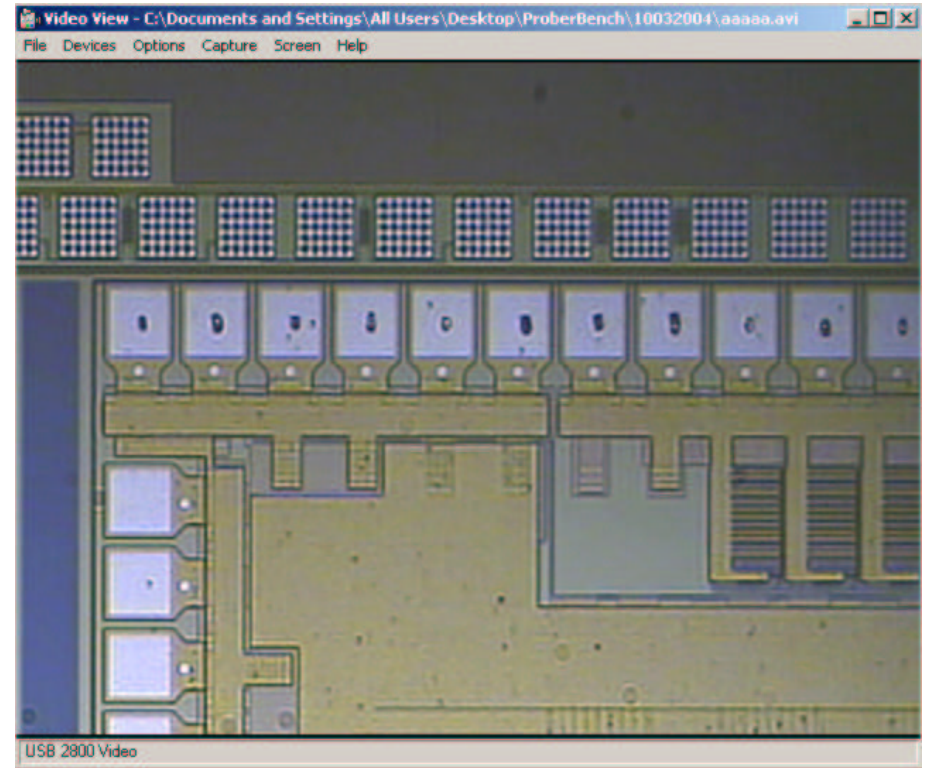 Video View - C:\Documents and Settings\All Users\Desktop\ProberBench\10032004\aaaaa.avi
File Devices Options Capture Screen Help
USB 2800 Video